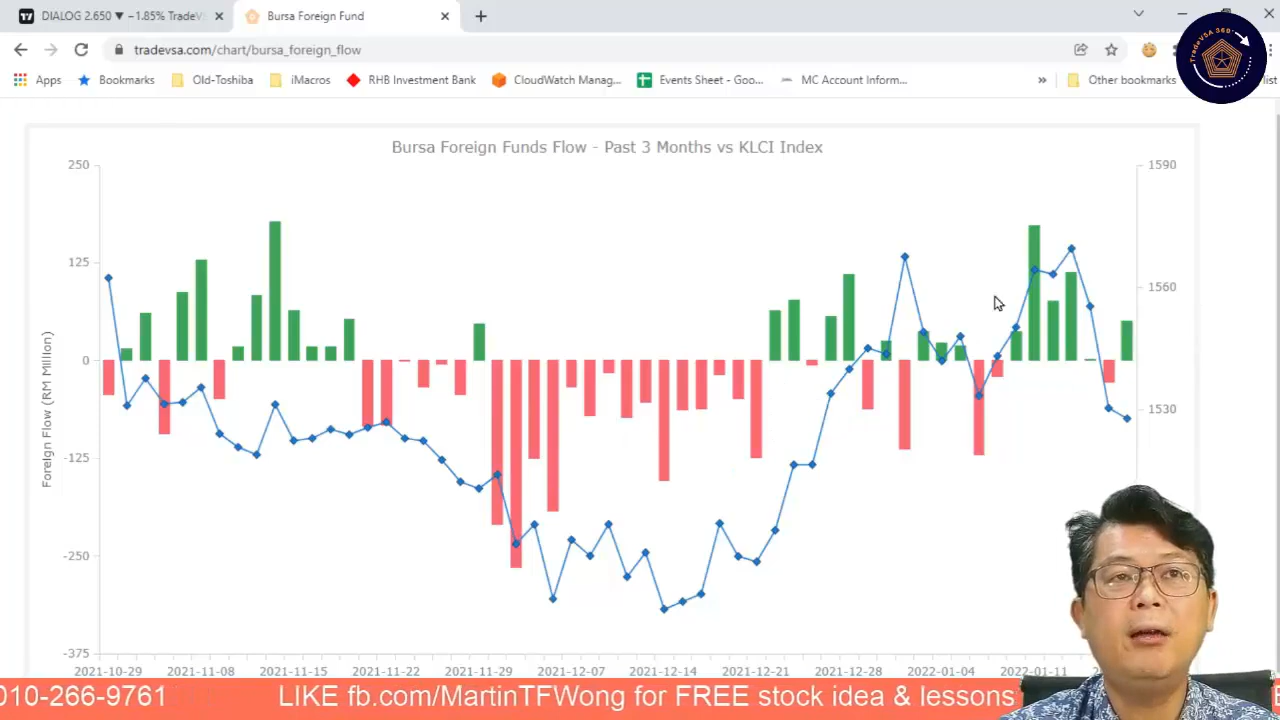 DIALOG 2.650 ▼ −1.85% TradeV
Bursa Foreign Fund
tradevsa.com/chart/bursa_foreign_flow
Apps
Bookmarks
Old-Toshiba
iMacros
RHB Investment Bank
CloudWatch Manag...
Events Sheet - Goo...
MC Account Inform...
»
Other bookmarks
list
TradeVSA 360°
Bursa Foreign Funds Flow - Past 3 Months vs KLCI Index
250
125
0
-125
-250
-375
Foreign Flow (RM Million)
1590
1560
1530
2021-10-29
2021-11-08
2021-11-15
2021-11-22
2021-11-29
2021-12-07
2021-12-14
2021-12-21
2021-12-28
2022-01-04
2022-01-11
010-266-9761 LIKE fb.com/MartinTFWong for FREE stock idea & lessons